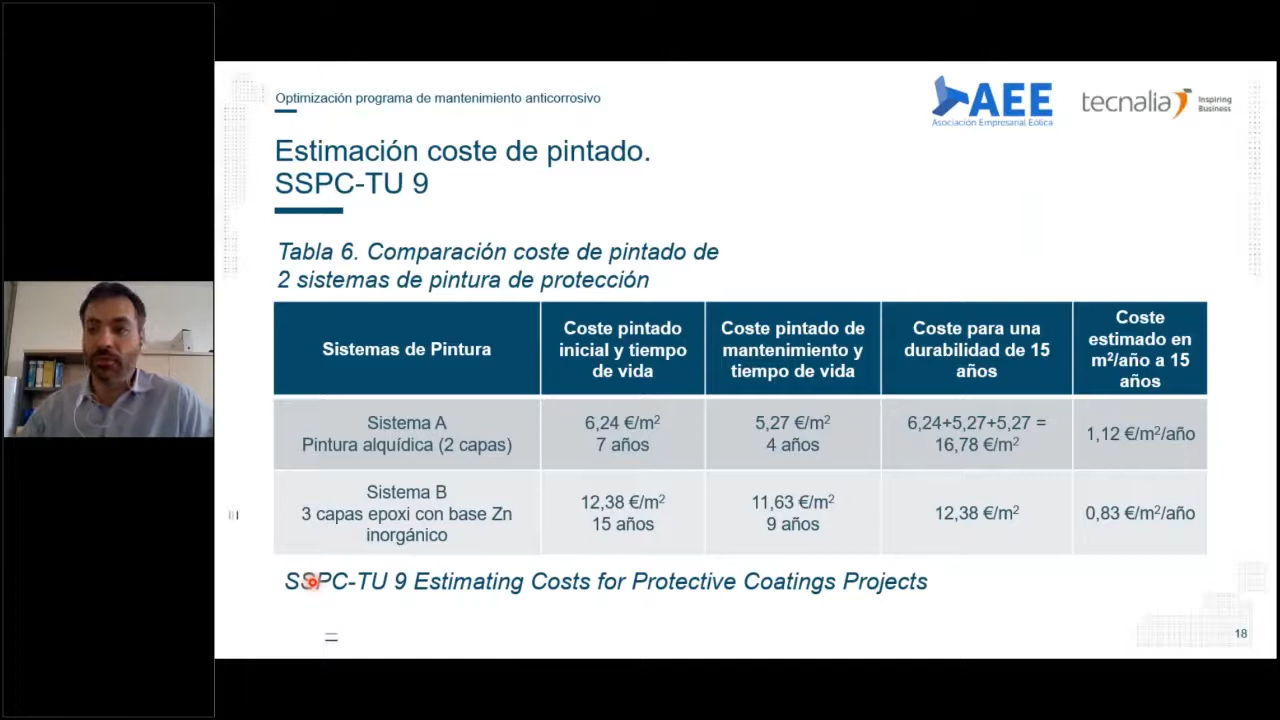 Optimización programa de mantenimiento anticorrosivo
AEE
Asociación Empresarial Eólica
tecnalia
Inspiring
Business
Estimación coste de pintado.
SSPC-TU 9
Tabla 6. Comparación coste de pintado de
2 sistemas de pintura de protección
Sistemas de Pintura
Coste pintado
inicial y tiempo
de vida
Coste pintado de
mantenimiento y
tiempo de vida
Coste para una
durabilidad de 15
años
Coste
estimado en
m²/año a 15
años
Sistema A
Pintura alquídica (2 capas)
6,24 €/m²
7 años
5,27 €/m²
4 años
6,24+5,27+5,27 =
16,78 €/m²
1,12 €/m²/año
Sistema B
3 capas epoxi con base Zn
inorgánico
12,38 €/m²
15 años
11,63 €/m²
9 años
12,38 €/m²
0,83 €/m²/año
SSPC-TU 9 Estimating Costs for Protective Coatings Projects
18